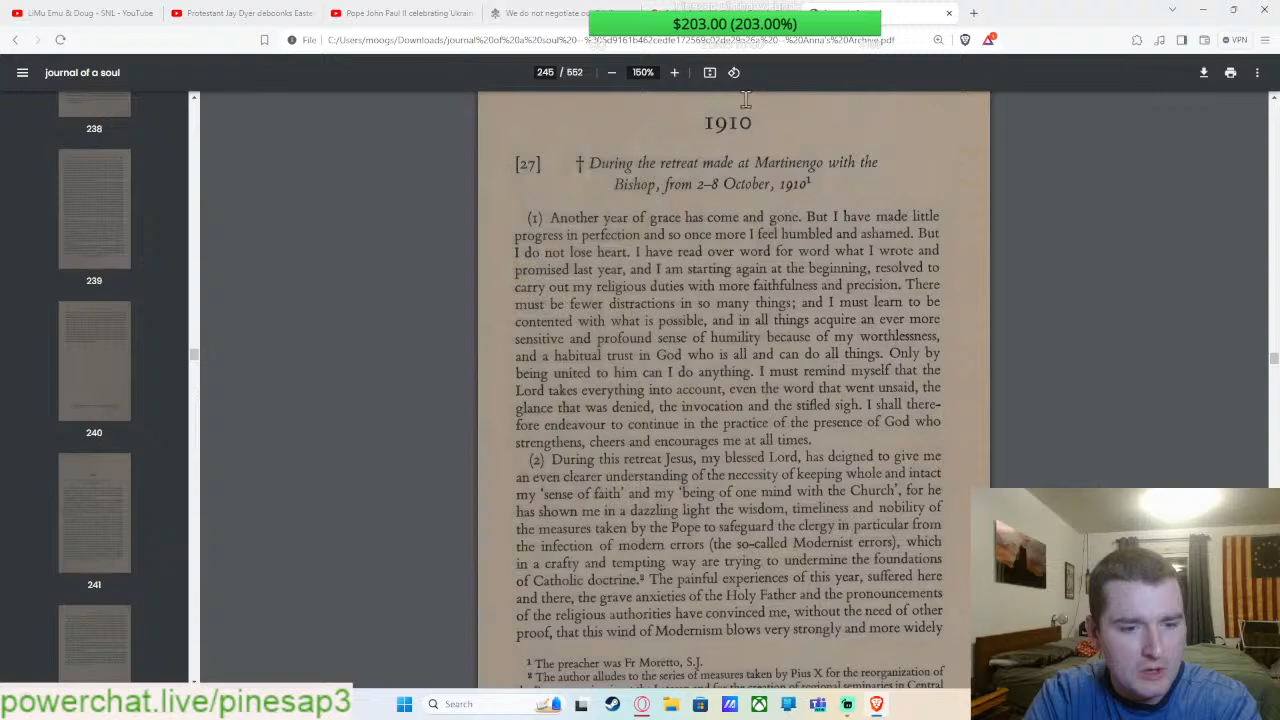 LiMu Emu & Doug - SNL - YouTube
Protestant Jay Dyer debunks
Pope Jon Paul II celebrating Ukrain
We do not negotiate
$203.00 (203.00%)
File
VPN
journal of a soul
245 / 552
150%
1910
[27] † During the retreat made at Martinengo with the
Bishop, from 2–8 October, 1910¹
(1) Another year of grace has come and gone. But I have made little
progress in perfection and so once more I feel humbled and ashamed. But
I do not lose heart. I have read over word for word what I wrote and
promised last year, and I am starting again at the beginning, resolved to
carry out my religious duties with more faithfulness and precision. There
must be fewer distractions in so many things; and I must learn to be
contented with what is possible, and in all things acquire an ever more
sensitive and profound sense of humility because of my worthlessness,
and a habitual trust in God who is all and can do all things. Only by
being united to him can I do anything. I must remind myself that the
Lord takes everything into account, even the word that went unsaid, the
glance that was denied, the invocation and the stifled sigh. I shall there-
fore endeavour to continue in the practice of the presence of God who
strengthens, cheers and encourages me at all times.
(2) During this retreat Jesus, my blessed Lord, has deigned to give me
an even clearer understanding of the necessity of keeping whole and intact
my ‘sense of faith’ and my ‘being of one mind with the Church’, for he
has shown me in a dazzling light the wisdom, timeliness and nobility of
the measures taken by the Pope to safeguard the clergy in particular from
the infection of modern errors (the so-called Modernist errors), which
in a crafty and tempting way are trying to undermine the foundations
of Catholic doctrine.² The painful experiences of this year, suffered here
and there, the grave anxieties of the Holy Father and the pronouncements
of the religious authorities have convinced me, without the need of other
proof, that this wind of Modernism blows very strongly and more widely
¹ The preacher was Fr Moretto, S.J.
² The author alludes to the series of measures taken by Pius X for the reorganization of
238
239
240
241
powerchat.live/pinesap3
Search